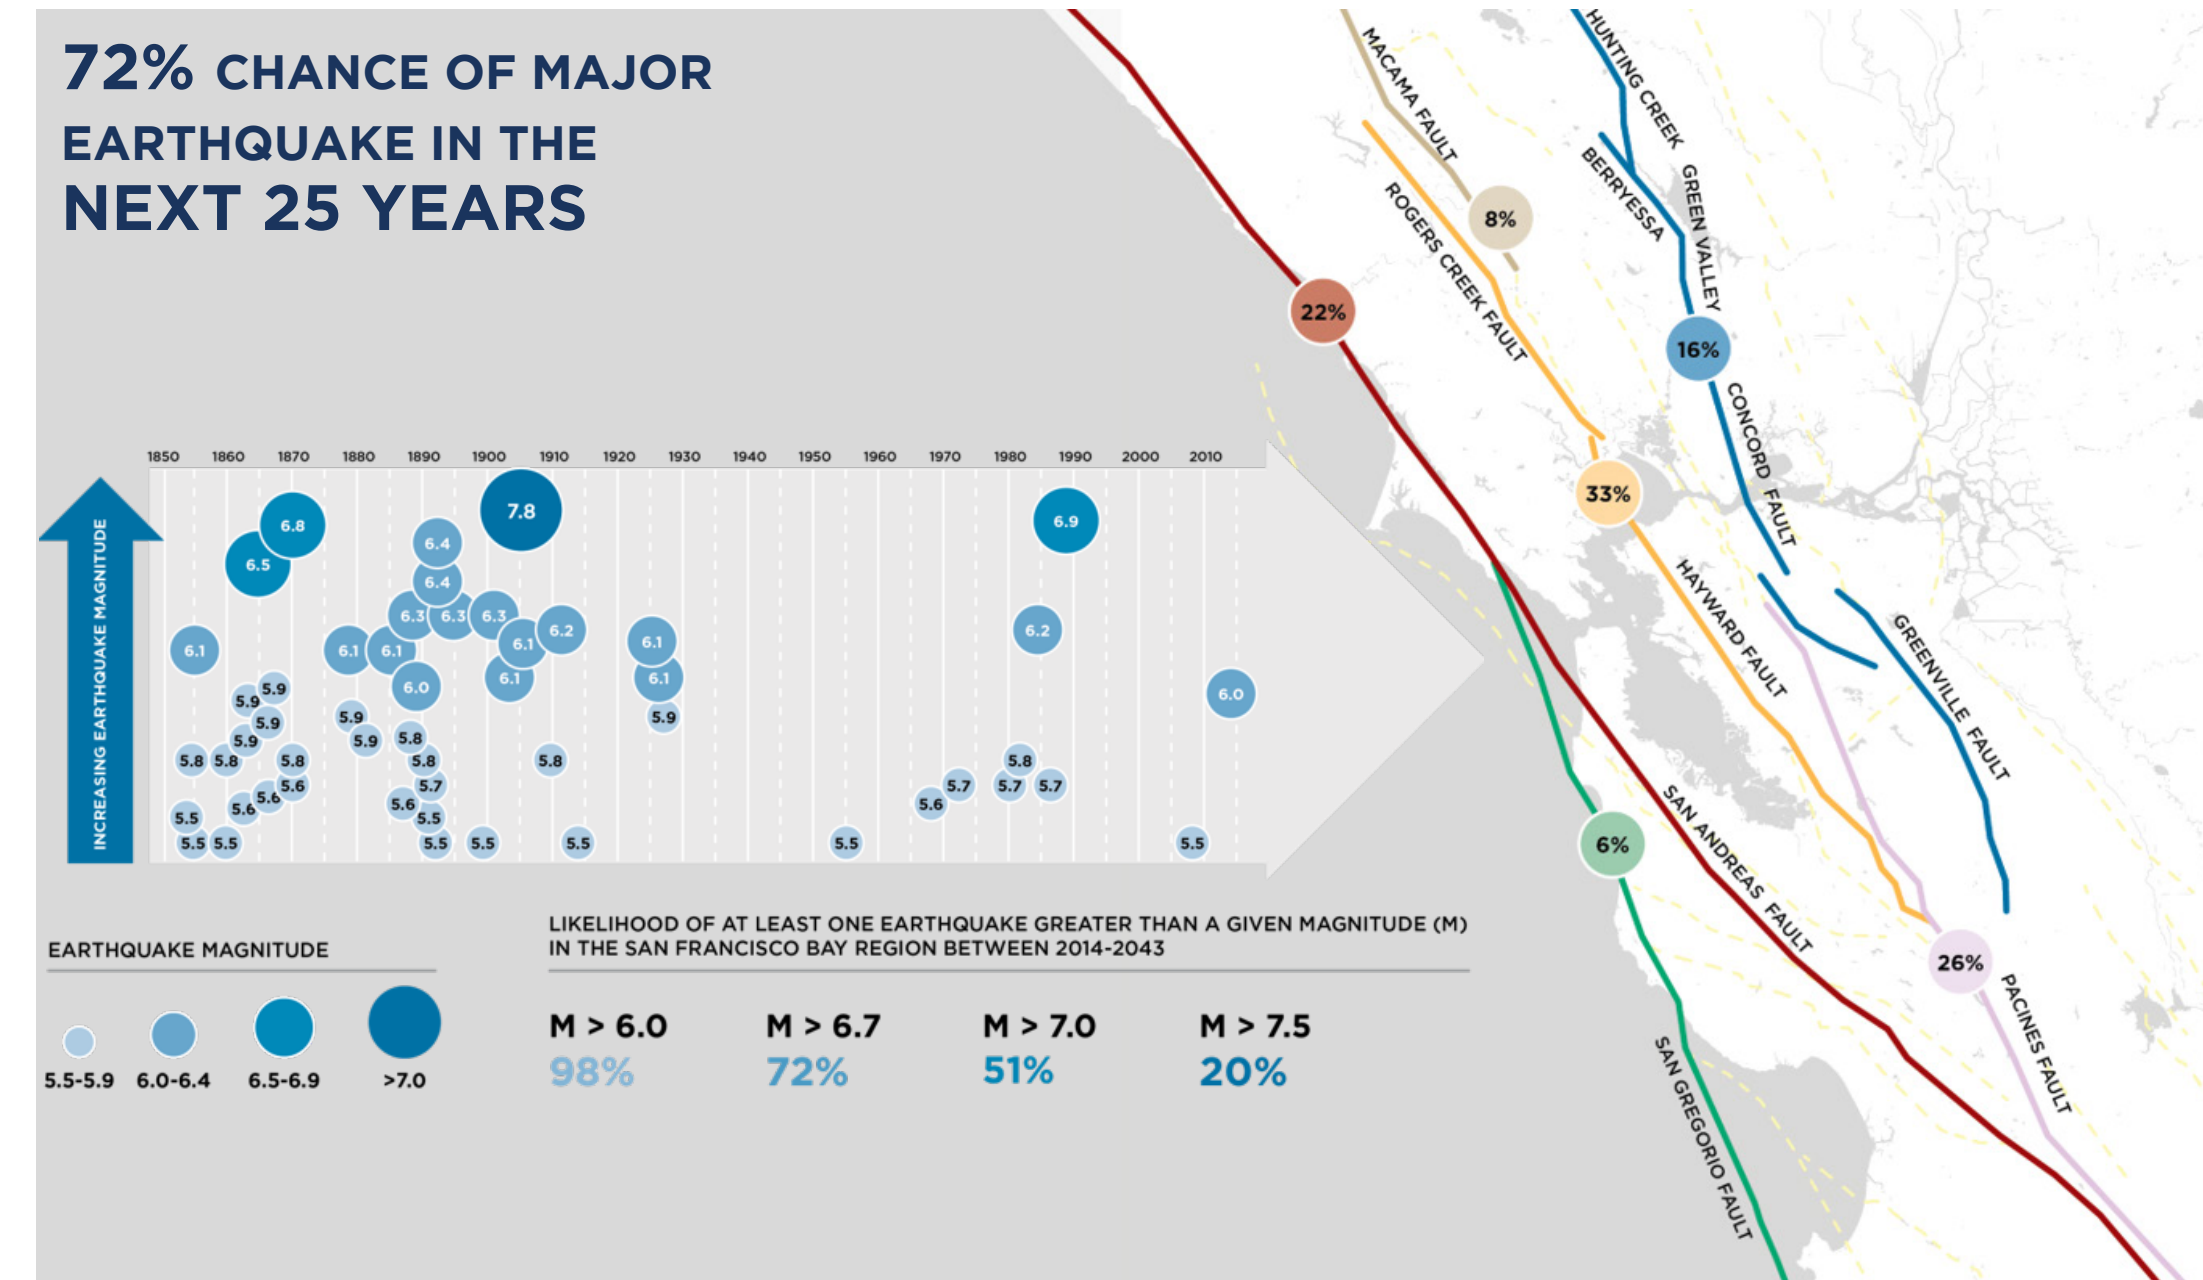 72% CHANCE OF MAJOR
EARTHQUAKE IN THE
NEXT 25 YEARS
1850 1860 1870 1880 1890 1900 1910 1920 1930 1940 1950 1960 1970 1980 1990 2000 2010
INCREASING EARTHQUAKE MAGNITUDE
7.8
6.8
6.9
6.4
6.5
6.4
6.3 6.3 6.3
6.2
6.2
6.1
6.1
6.1 6.1 6.1
6.1 6.1
6.0
5.9
6.0
5.9
5.9 5.9
5.9
5.9 5.9
5.8
5.8 5.8 5.8 5.8 5.8 5.8
5.6 5.7 5.7 5.7 5.7
5.6
5.6 5.6 5.6
5.5 5.5
5.5 5.5 5.5 5.5 5.5 5.5 5.5
EARTHQUAKE MAGNITUDE
5.5-5.9 6.0-6.4 6.5-6.9 >7.0
LIKELIHOOD OF AT LEAST ONE EARTHQUAKE GREATER THAN A GIVEN MAGNITUDE (M)
IN THE SAN FRANCISCO BAY REGION BETWEEN 2014-2043
M > 6.0 M > 6.7 M > 7.0 M > 7.5
98% 72% 51% 20%
MACAMA FAULT
HUNTING CREEK
BERRYESSA
GREEN VALLEY
ROGERS CREEK FAULT
8%
22%
16%
CONCORD FAULT
33%
HAYWARD FAULT
GREENVILLE FAULT
SAN ANDREAS FAULT
6%
26%
PACINES FAULT
SAN GREGORIO FAULT